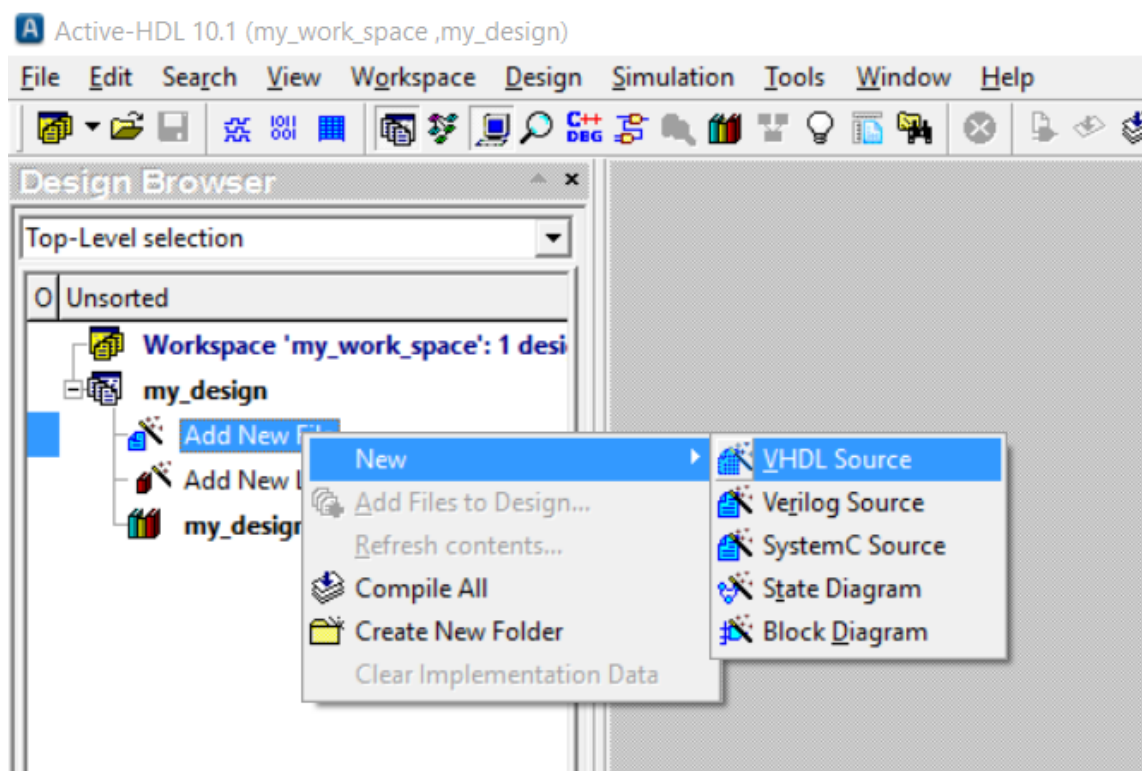 Active-HDL 10.1 (my_work_space ,my_design)
File Edit Search View Workspace Design Simulation Tools Window Help
C++
DBG
Design Browser
Top-Level selection
O Unsorted
Workspace 'my_work_space': 1 desi
my_design
Add New File
New
VHDL Source
Add New L
Add Files to Design...
Verilog Source
my_design
Refresh contents...
SystemC Source
Compile All
State Diagram
Create New Folder
Block Diagram
Clear Implementation Data